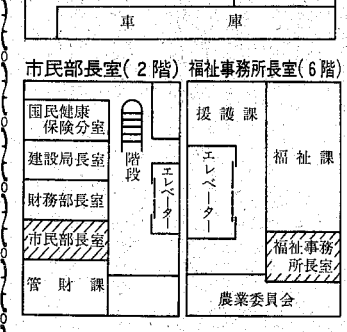 車庫
市民部長室(2階)
国民健康
保険分室
建設局長室
財務部長室
市民部長室
管財課
階段
エレベーター
福祉事務所長室(6階)
援護課
エレベーター
福祉課
福祉事務
所長室
農業委員会